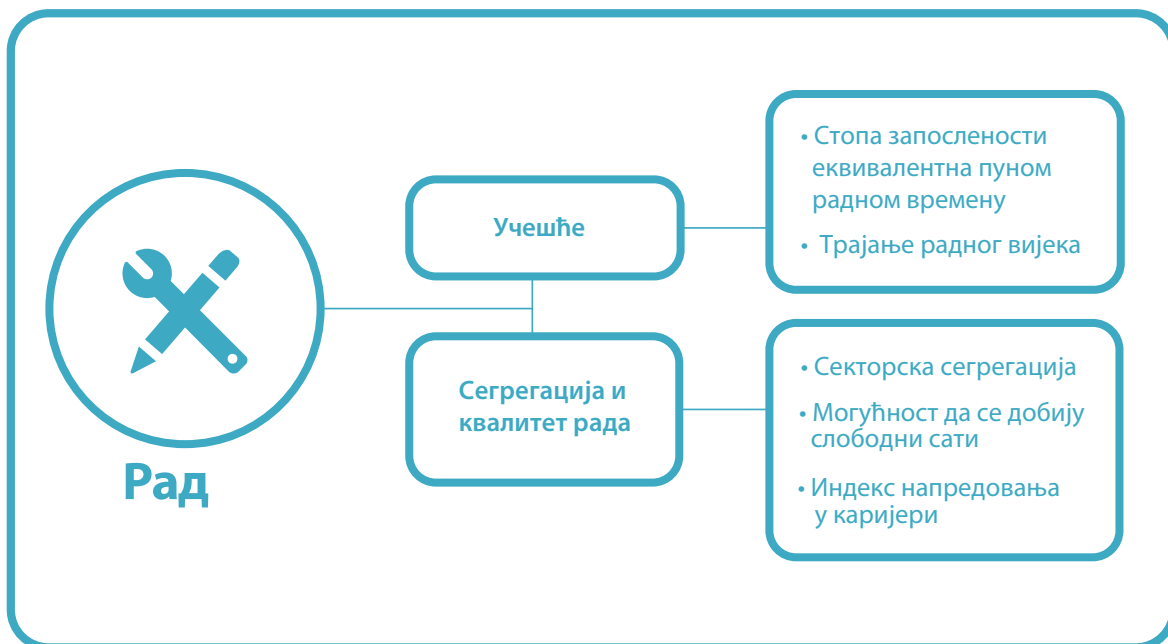 Рад
Учешће
• Стопа запослености
еквивалентна пуном
радном времену
• Трајање радног вијека
Сегрегација и
квалитет рада
• Секторска сегрегација
• Могућност да се добију
слободни сати
• Индекс напредовања
у каријери